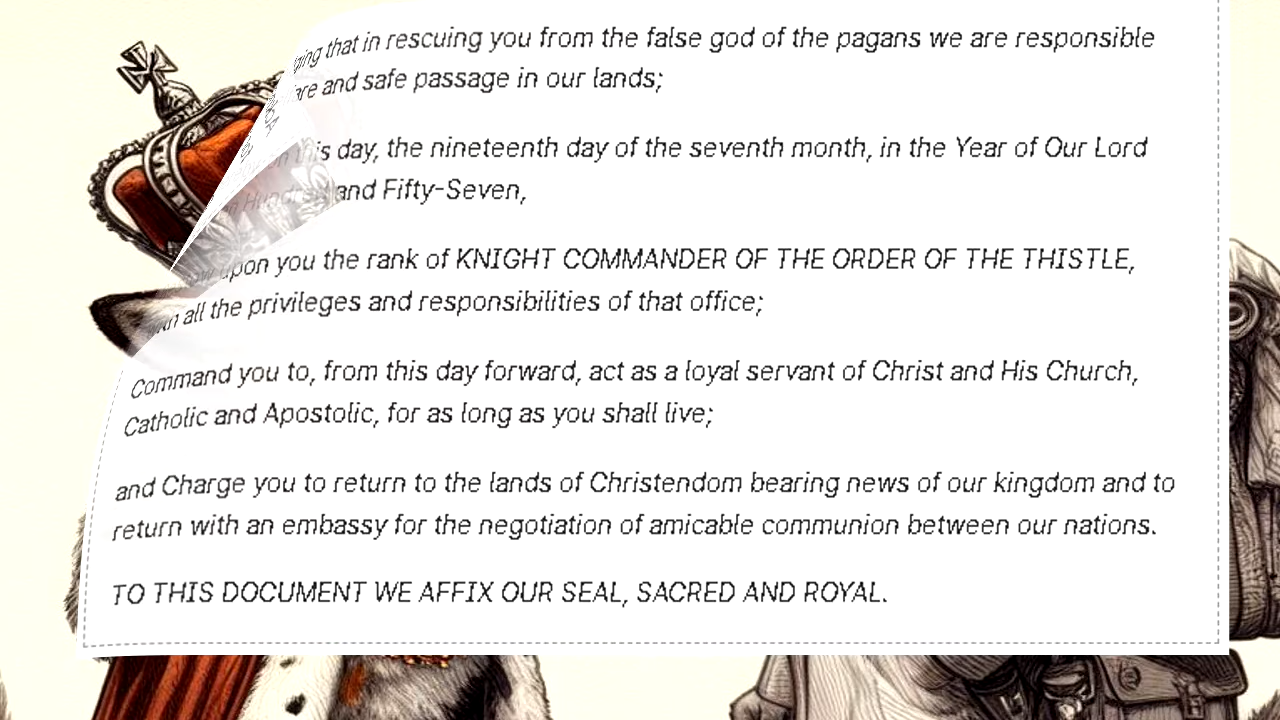 that in rescuing you from the false god of the pagans we are responsible
and safe passage in our lands;
this day, the nineteenth day of the seventh month, in the Year of Our Lord
Hundred and Fifty-Seven,
upon you the rank of KNIGHT COMMANDER OF THE ORDER OF THE THISTLE,
all the privileges and responsibilities of that office;
Command you to, from this day forward, act as a loyal servant of Christ and His Church,
Catholic and Apostolic, for as long as you shall live;
and Charge you to return to the lands of Christendom bearing news of our kingdom and to
return with an embassy for the negotiation of amicable communion between our nations.
TO THIS DOCUMENT WE AFFIX OUR SEAL, SACRED AND ROYAL.